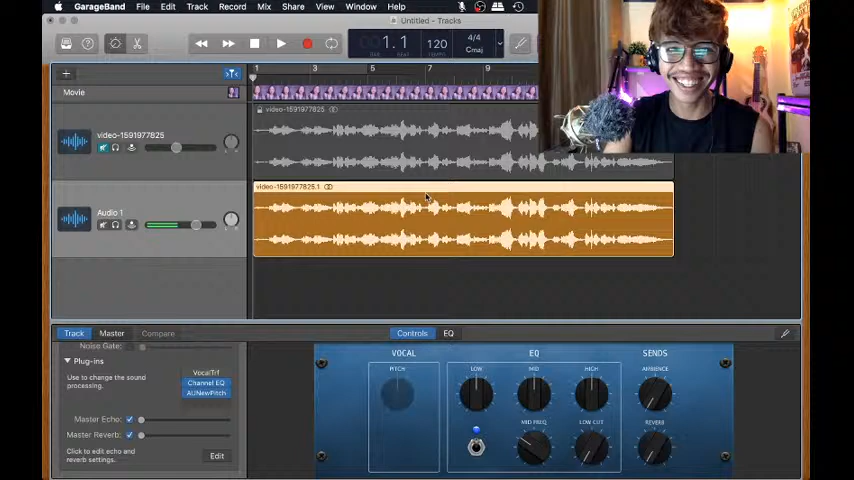 GarageBand File Edit Track Record Mix Share View Window Help
Untitled - Tracks
1.1 120 4/4 Cmaj
1 3 5 7 9
Movie
video-1591977825
video-1591977825
video-1591977825.1
Audio 1
Track Master Compare Controls EQ
Noise Gate:
Plug-ins
Use to change the sound
processing.
VocalTrf
Channel EQ
AUNewPitch
Master Echo:
Master Reverb:
Click to edit echo and
reverb settings.
Edit
VOCAL EQ SENDS
PITCH LOW MID HIGH AMBIENCE
MID FREQ LOW CUT REVERB